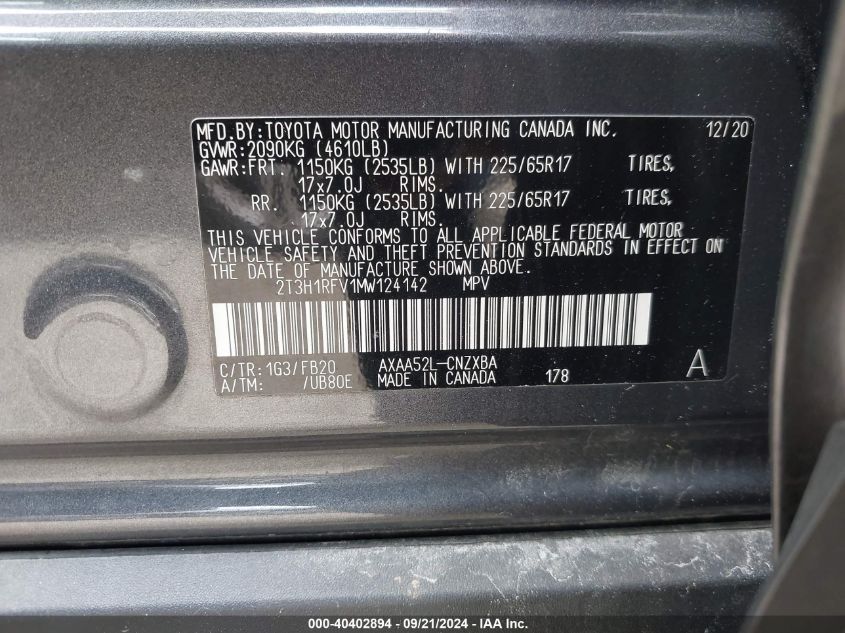 MFD.BY:TOYOTA MOTOR MANUFACTURING CANADA INC. 12/20
GVWR:2090KG (4610LB)
GAWR:FRT. 1150KG (2535LB) WITH 225/65R17 TIRES,
17x7.0J RIMS.
RR. 1150KG (2535LB) WITH 225/65R17 TIRES,
17x7.0J RIMS.
THIS VEHICLE CONFORMS TO ALL APPLICABLE FEDERAL MOTOR
VEHICLE SAFETY AND THEFT PREVENTION STANDARDS IN EFFECT ON
THE DATE OF MANUFACTURE SHOWN ABOVE.
2T3H1RFV1MW124142 MPV
C/TR:1G3/FB20 AXAA52L-CNZXBA
A/TM: /UB80E MADE IN CANADA 178 A
000-40402894 - 09/21/2024 - IAAI.COM.